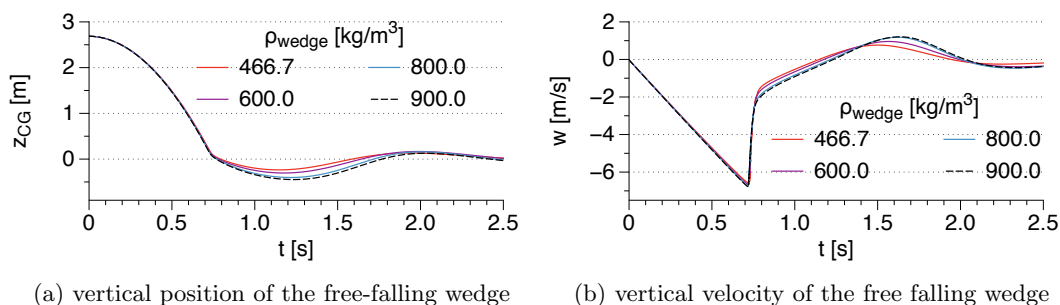 3
2
1
0
z_CG [m]
ρ_wedge [kg/m³]
466.7 800.0
600.0 900.0
0 0.5 1.0 1.5 2.0 2.5
t [s]
(a) vertical position of the free-falling wedge
2
0
−2
−4
−6
w [m/s]
ρ_wedge [kg/m³]
466.7 800.0
600.0 900.0
0 0.5 1.0 1.5 2.0 2.5
t [s]
(b) vertical velocity of the free falling wedge